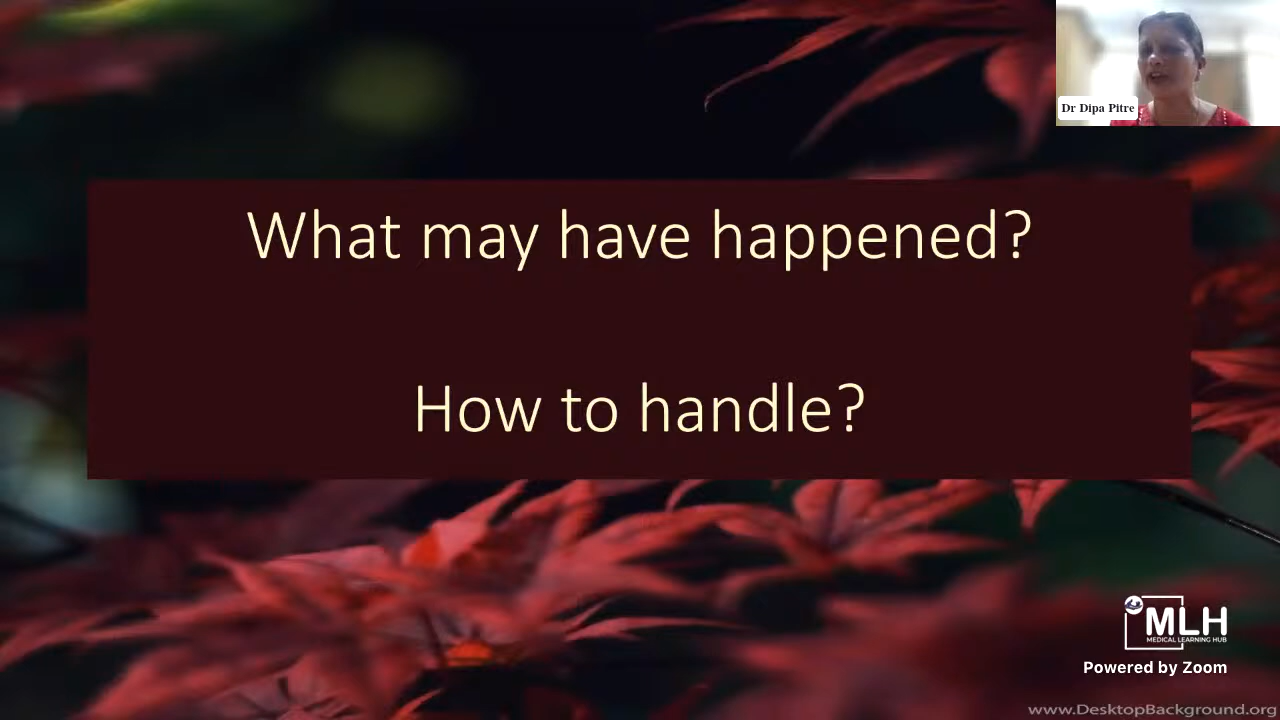 Dr Dipa Pitre
What may have happened?
How to handle?
MLH
MEDICAL LEARNING HUB
Powered by Zoom
www.DesktopBackground.org